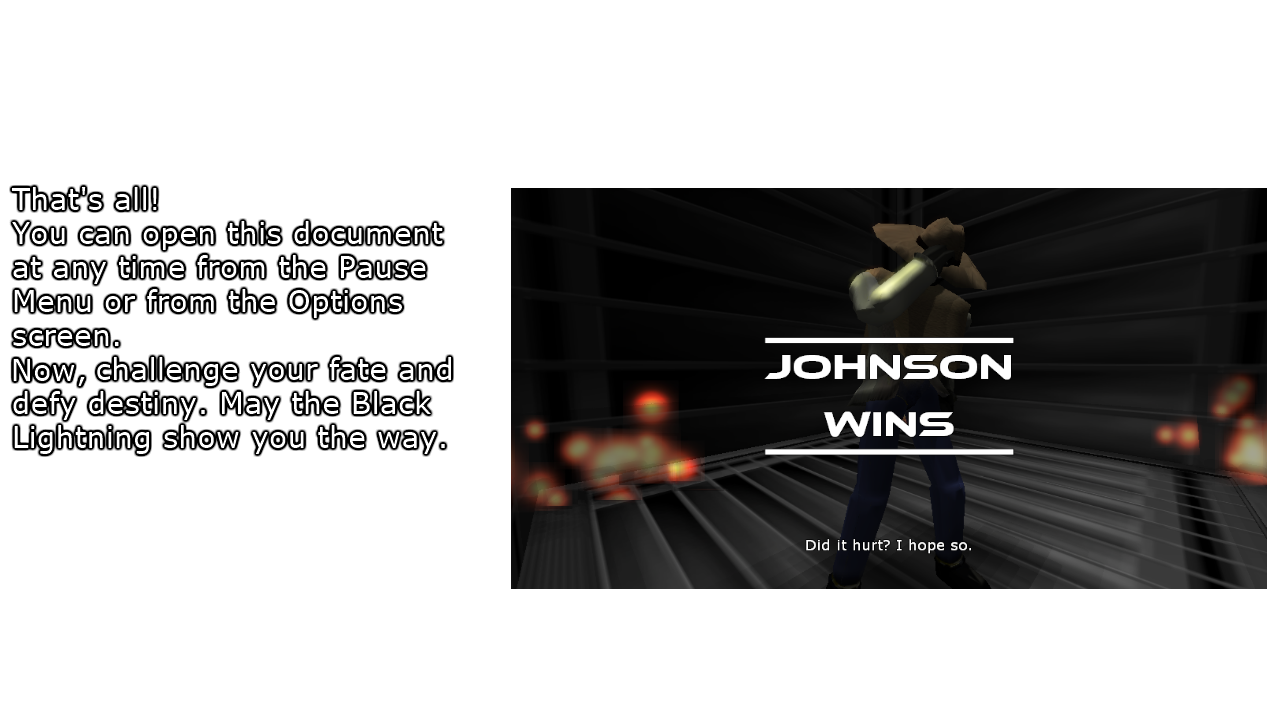 That's all!
You can open this document
at any time from the Pause
Menu or from the Options
screen.
Now, challenge your fate and
defy destiny. May the Black
Lightning show you the way.
JOHNSON
WINS
Did it hurt? I hope so.